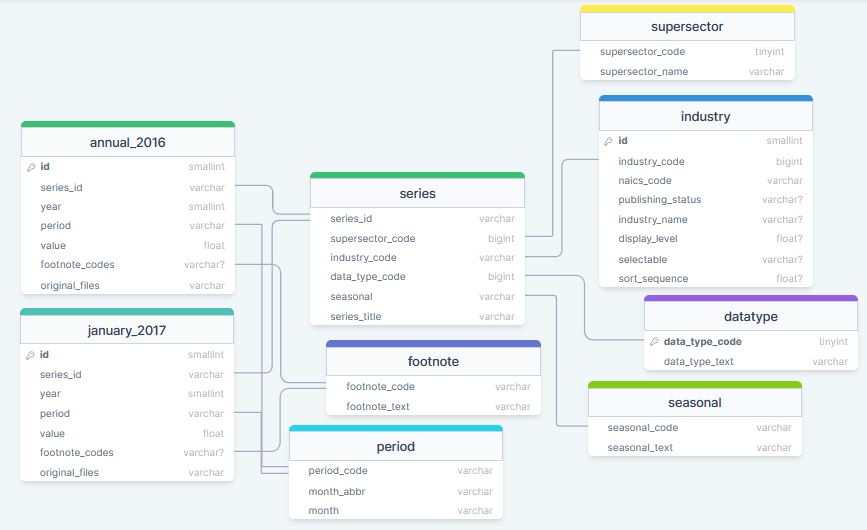 supersector
supersector_code tinyint
supersector_name varchar
industry
id smallint
industry_code bigint
naics_code varchar
publishing_status varchar?
industry_name varchar?
display_level float?
selectable varchar?
sort_sequence float?
annual_2016
id smallint
series_id varchar
year smallint
period varchar
value float
footnote_codes varchar?
original_files varchar
series
series_id varchar
supersector_code bigint
industry_code varchar
data_type_code bigint
seasonal varchar
series_title varchar
datatype
data_type_code tinyint
data_type_text varchar
january_2017
id smallint
series_id varchar
year smallint
period varchar
value float
footnote_codes varchar?
original_files varchar
footnote
footnote_code varchar
footnote_text varchar
seasonal
seasonal_code varchar
seasonal_text varchar
period
period_code varchar
month_abbr varchar
month varchar